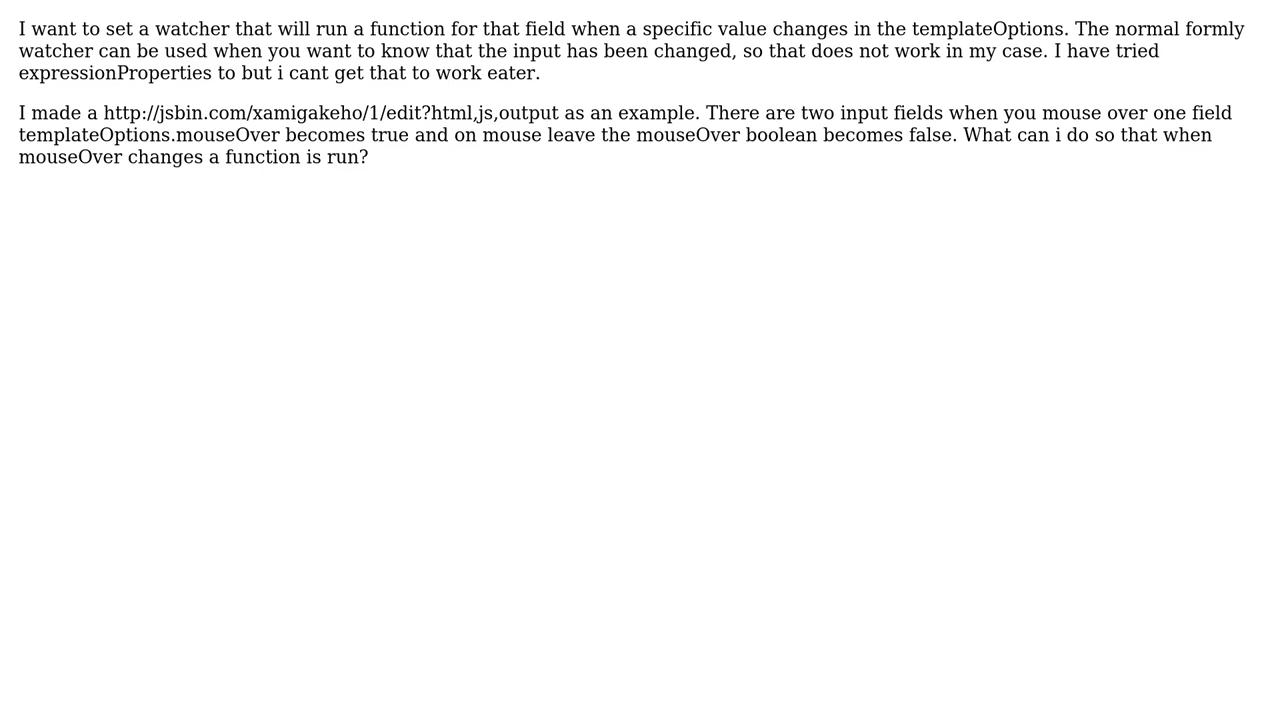 I want to set a watcher that will run a function for that field when a specific value changes in the templateOptions. The normal formly
watcher can be used when you want to know that the input has been changed, so that does not work in my case. I have tried
expressionProperties to but i cant get that to work eater.
I made a http://jsbin.com/xamigakeho/1/edit?html,js,output as an example. There are two input fields when you mouse over one field
templateOptions.mouseOver becomes true and on mouse leave the mouseOver boolean becomes false. What can i do so that when
mouseOver changes a function is run?